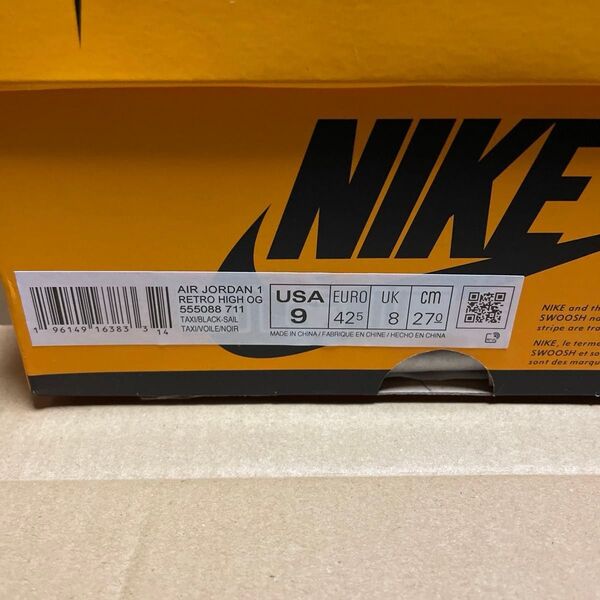 NIKE
AIR JORDAN 1
RETRO HIGH OG
555088 711
TAXI/BLACK-SAIL
TAXI/VOILE/NOIR
1 96149 16383 3 14
USA EURO UK cm
9 42.5 8 27.0
MADE IN CHINA / FABRIQUE EN CHINE / HECHO EN CHINA
NIKE and th
SWOOSH
stripe are tra
NIKE, le terme
SWOOSH et
sont des marqu